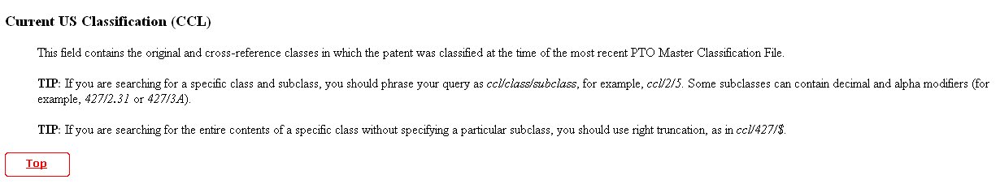 Current US Classification (CCL)
This field contains the original and cross-reference classes in which the patent was classified at the time of the most recent PTO Master Classification File.
TIP: If you are searching for a specific class and subclass, you should phrase your query as ccl/class/subclass, for example, ccl/2/5. Some subclasses can contain decimal and alpha modifiers (for
example, 427/2.31 or 427/3A).
TIP: If you are searching for the entire contents of a specific class without specifying a particular subclass, you should use right truncation, as in ccl/427/$.
Top